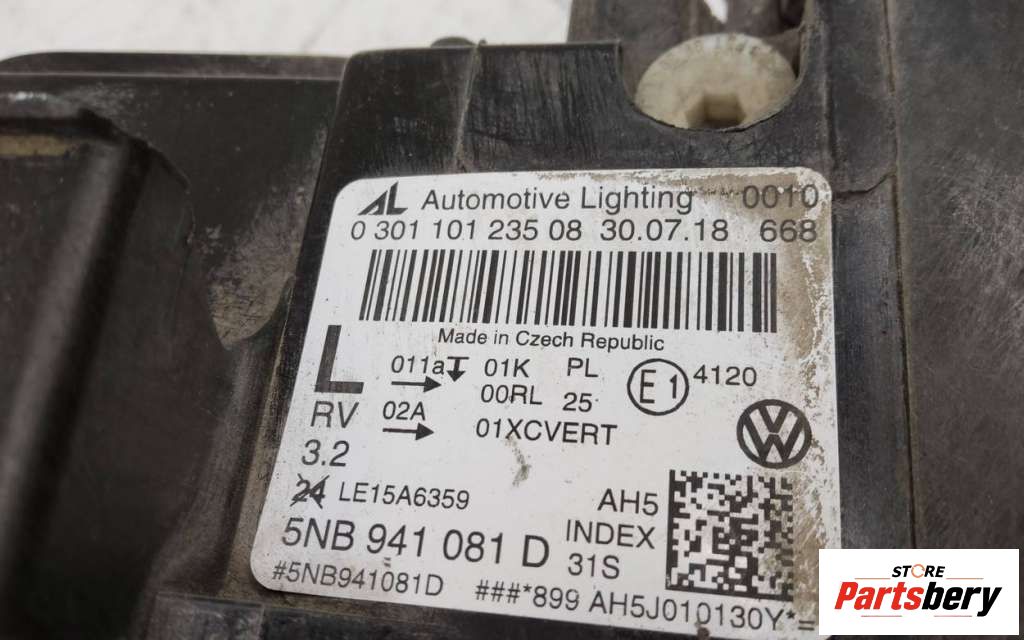 AL Automotive Lighting 0010
0 301 101 235 08 30.07.18 668
Made in Czech Republic
L 011a 01K PL E1 4120
00RL 25
RV 02A 01XCVERT
3.2
24 LE15A6359 AH5
5NB 941 081 D INDEX
31S
#5NB941081D ###*899 AH5J010130Y*=
VW
STORE
Partsbery